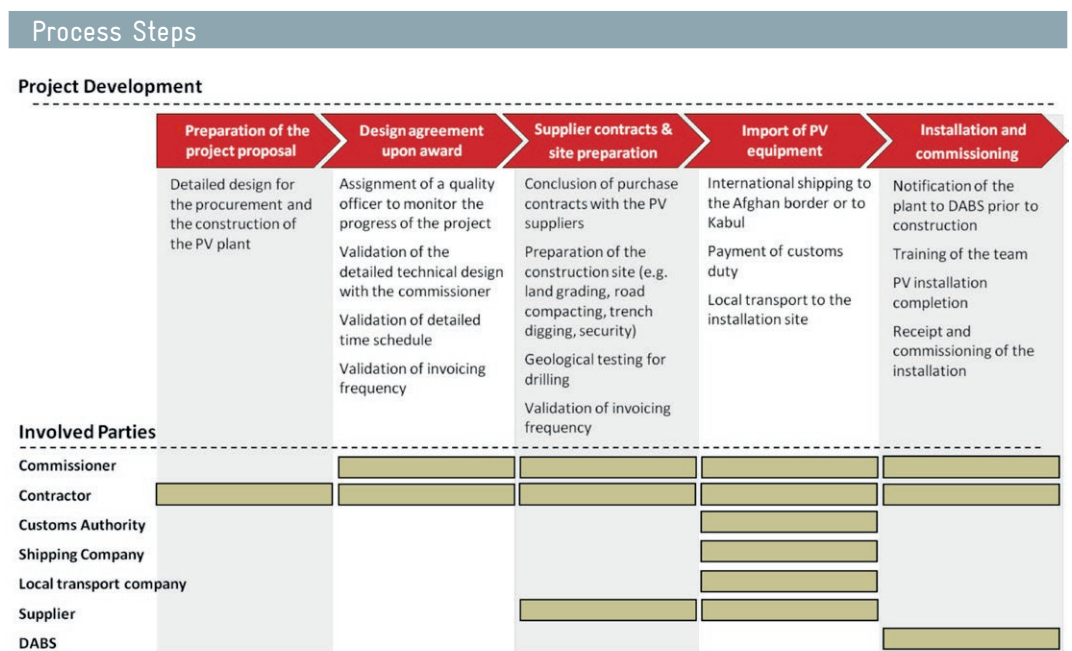 Process Steps
Project Development
Preparation of the
project proposal
Design agreement
upon award
Supplier contracts &
site preparation
Import of PV
equipment
Installation and
commissioning
Detailed design for
the procurement and
the construction of
the PV plant
Assignment of a quality
officer to monitor the
progress of the project
Validation of the
detailed technical design
with the commissioner
Validation of detailed
time schedule
Validation of invoicing
frequency
Conclusion of purchase
contracts with the PV
suppliers
Preparation of the
construction site (e.g.
land grading, road
compacting, trench
digging, security)
Geological testing for
drilling
Validation of invoicing
frequency
International shipping to
the Afghan border or to
Kabul
Payment of customs
duty
Local transport to the
installation site
Notification of the
plant to DABS prior to
construction
Training of the team
PV installation
completion
Receipt and
commissioning of the
installation
Involved Parties
Commissioner
Contractor
Customs Authority
Shipping Company
Local transport company
Supplier
DABS